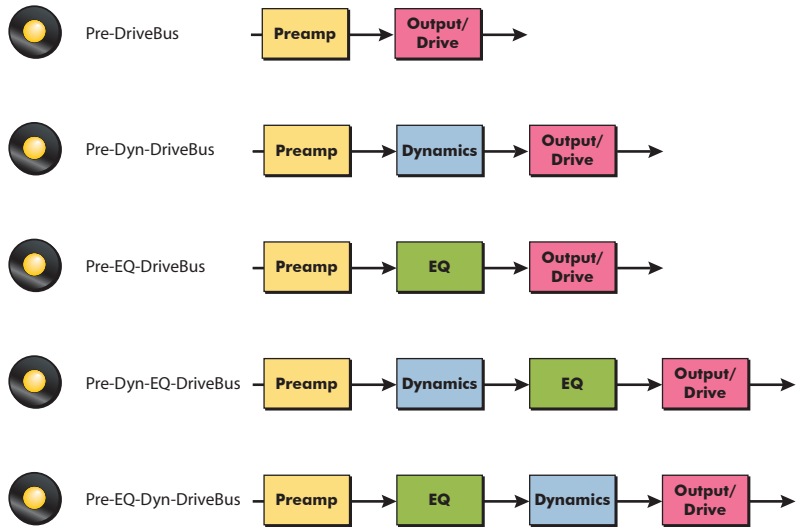 Pre-DriveBus
Preamp
Output/
Drive
Pre-Dyn-DriveBus
Preamp
Dynamics
Output/
Drive
Pre-EQ-DriveBus
Preamp
EQ
Output/
Drive
Pre-Dyn-EQ-DriveBus
Preamp
Dynamics
EQ
Output/
Drive
Pre-EQ-Dyn-DriveBus
Preamp
EQ
Dynamics
Output/
Drive